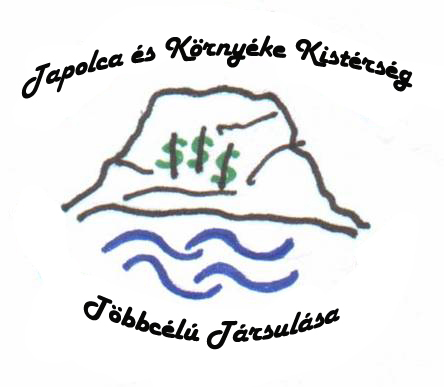 Tapolca és Környéke Kistérség
$$$
Többcélú Társulása